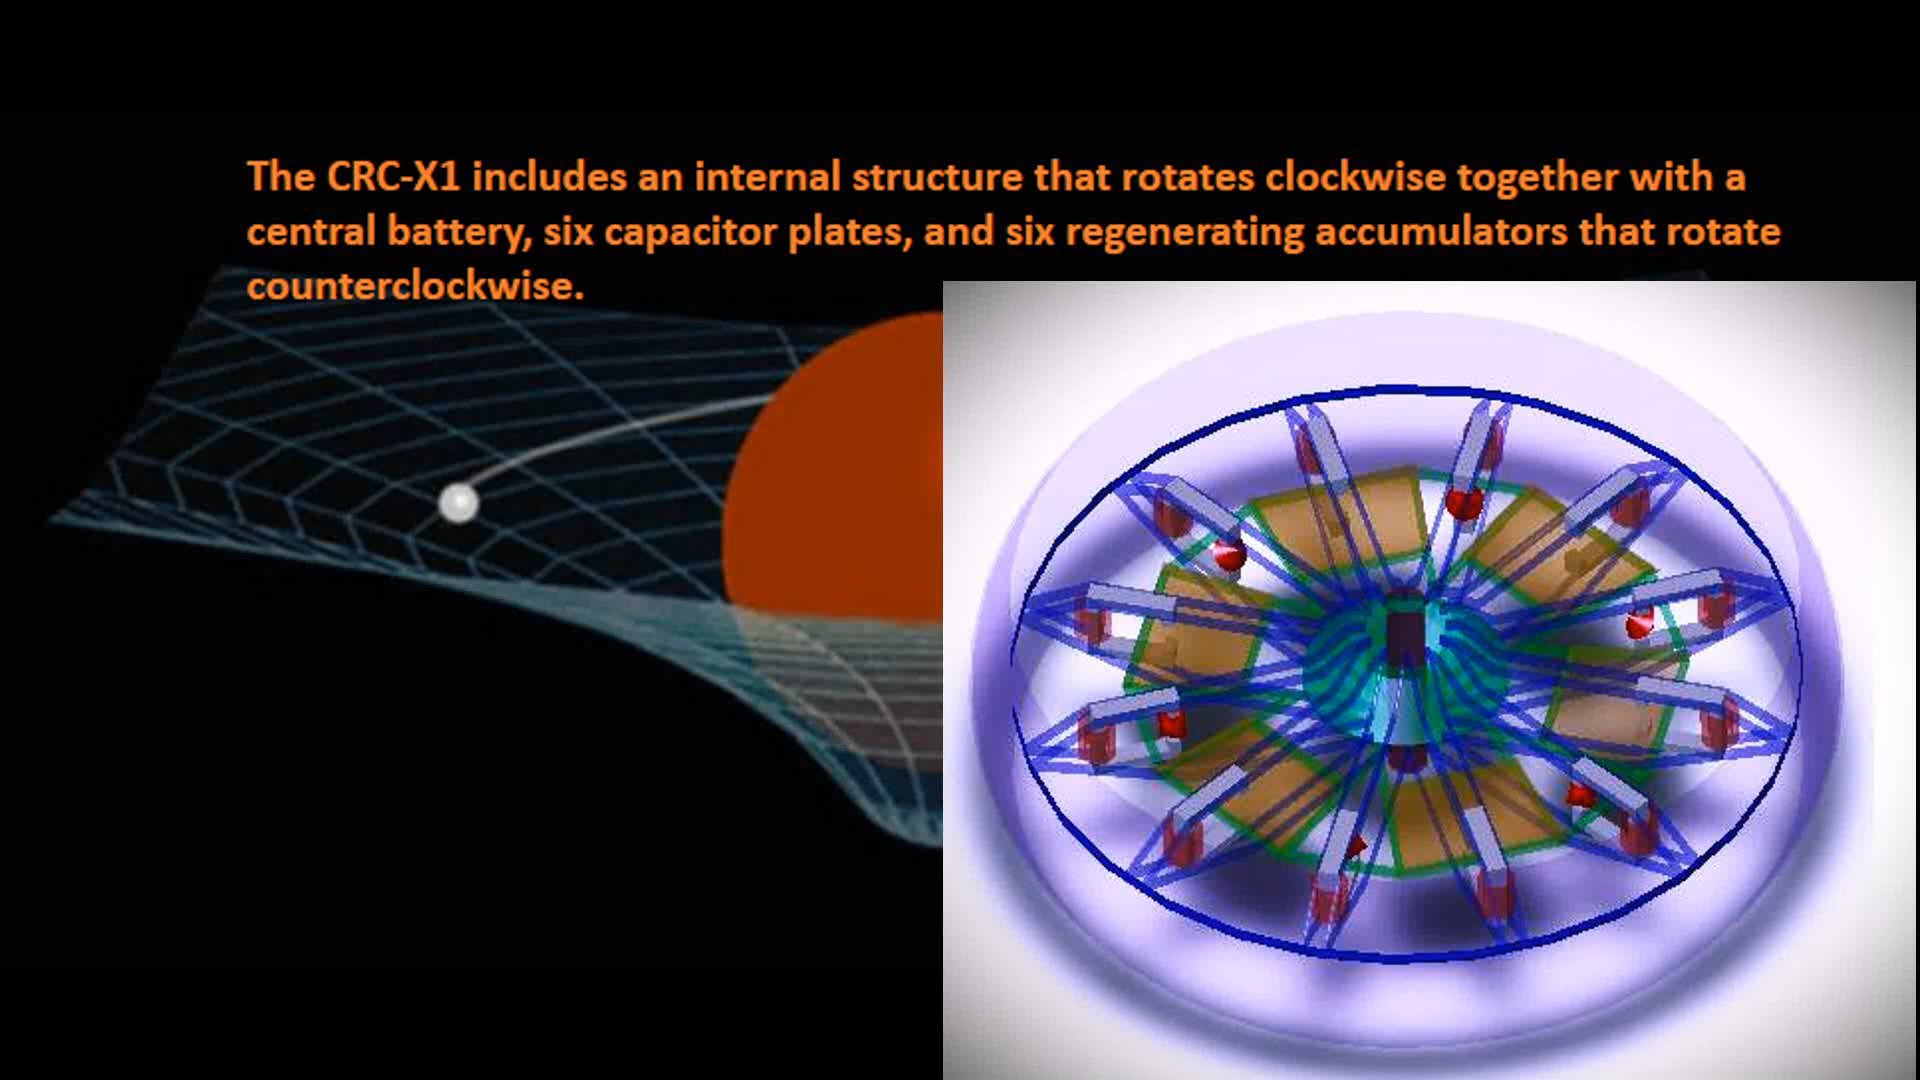 The CRC-X1 includes an internal structure that rotates clockwise together with a
central battery, six capacitor plates, and six regenerating accumulators that rotate
counterclockwise.